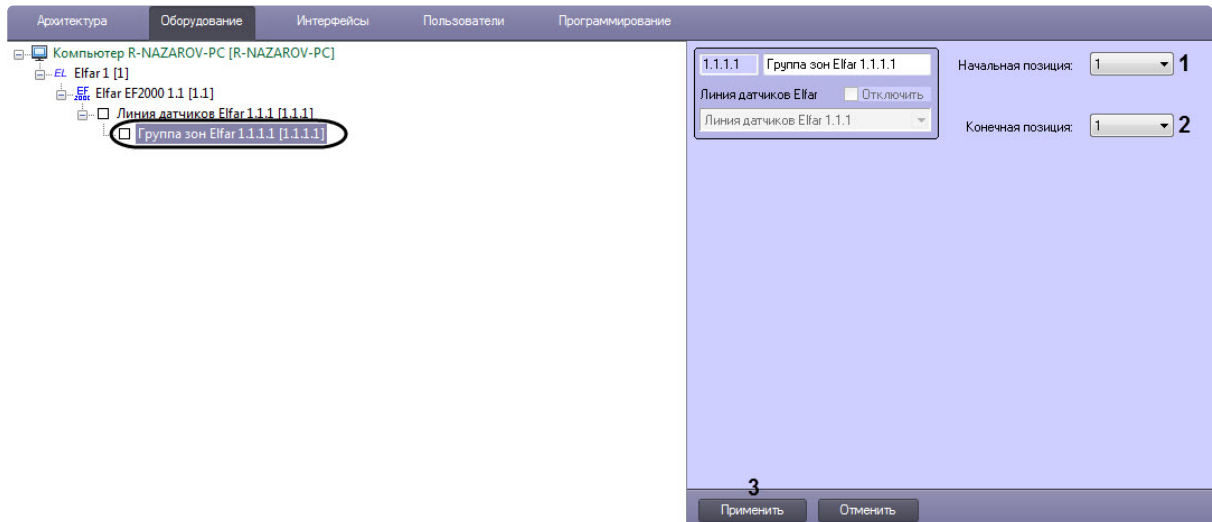 Архитектура Оборудование Интерфейсы Пользователи Программирование
Компьютер R-NAZAROV-PC [R-NAZAROV-PC]
EL Elfar 1 [1]
EF 2000 Elfar EF2000 1.1 [1.1]
Линия датчиков Elfar 1.1.1 [1.1.1]
Группа зон Elfar 1.1.1.1 [1.1.1.1]
1.1.1.1 Группа зон Elfar 1.1.1.1
Линия датчиков Elfar Отключить
Линия датчиков Elfar 1.1.1
Начальная позиция: 1 1
Конечная позиция: 1 2
3
Применить Отменить